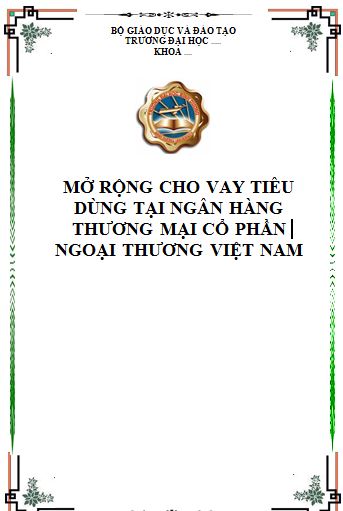 BỘ GIÁO DỤC VÀ ĐÀO TẠO
TRƯỜNG ĐẠI HỌC .....
KHOA ...
MỞ RỘNG CHO VAY TIÊU
DÙNG TẠI NGÂN HÀNG
THƯƠNG MẠI CỔ PHẦN
NGOẠI THƯƠNG VIỆT NAM